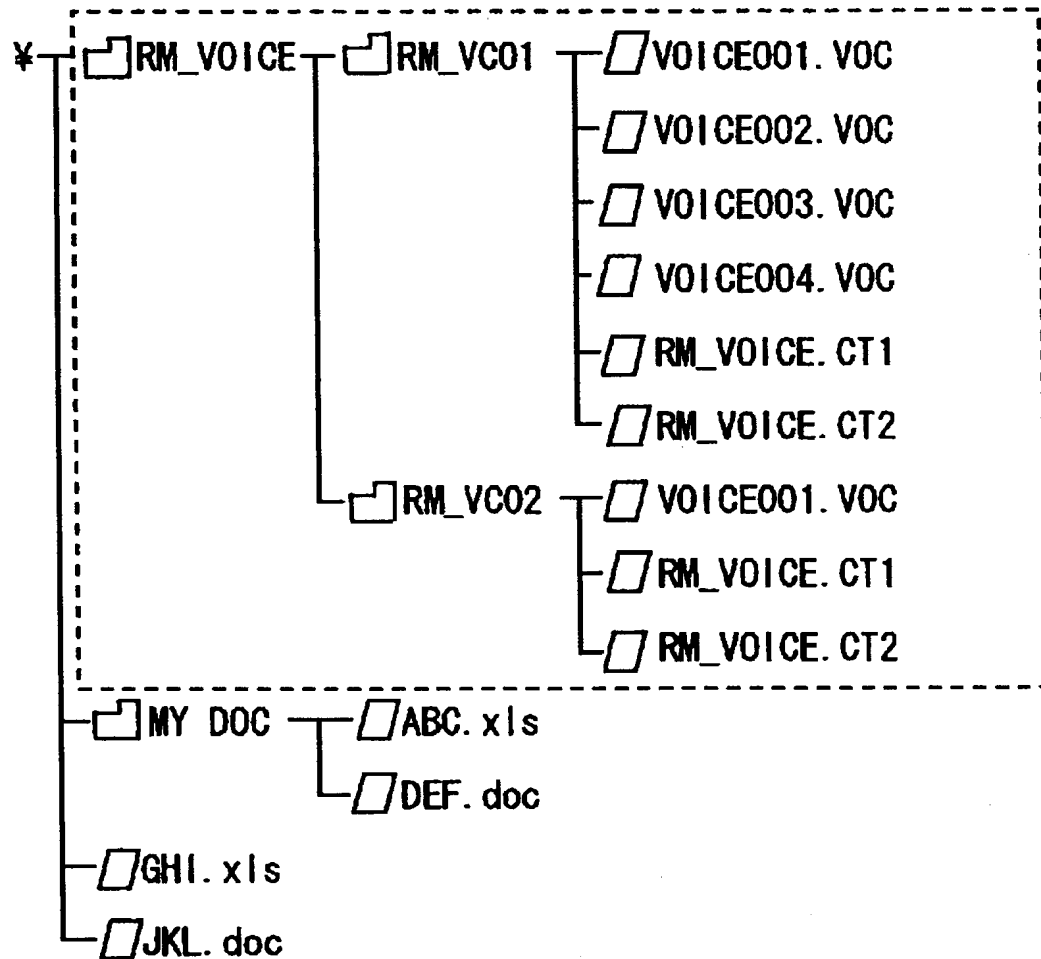 ¥ RM_VOICE RM_VC01 VOICE001.VOC
VOICE002.VOC
VOICE003.VOC
VOICE004.VOC
RM_VOICE.CT1
RM_VOICE.CT2
RM_VC02 VOICE001.VOC
RM_VOICE.CT1
RM_VOICE.CT2
MY DOC ABC.xls
DEF.doc
GHI.xls
JKL.doc